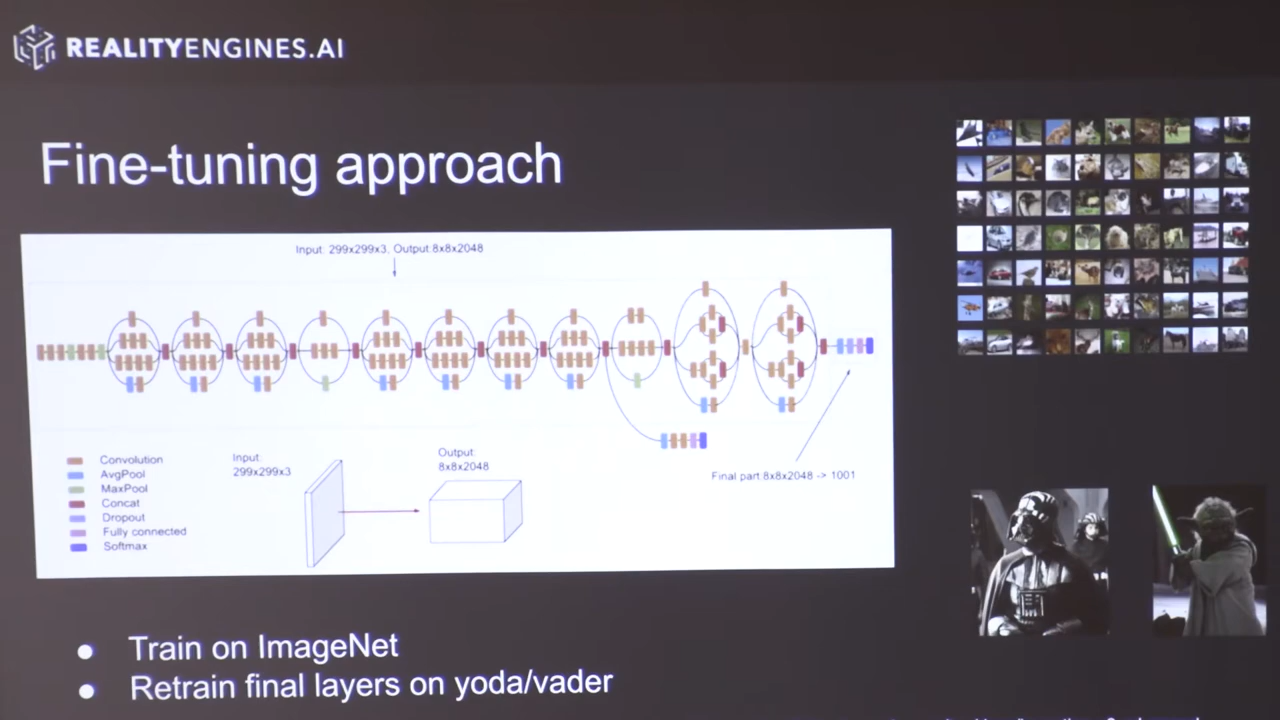 REALITYENGINES.AI
Fine-tuning approach
Input: 299x299x3, Output:8x8x2048
Convolution
AvgPool
MaxPool
Concat
Dropout
Fully connected
Softmax
Input:
299x299x3
Output:
8x8x2048
Final part:8x8x2048 -> 1001
● Train on ImageNet
● Retrain final layers on yoda/vader